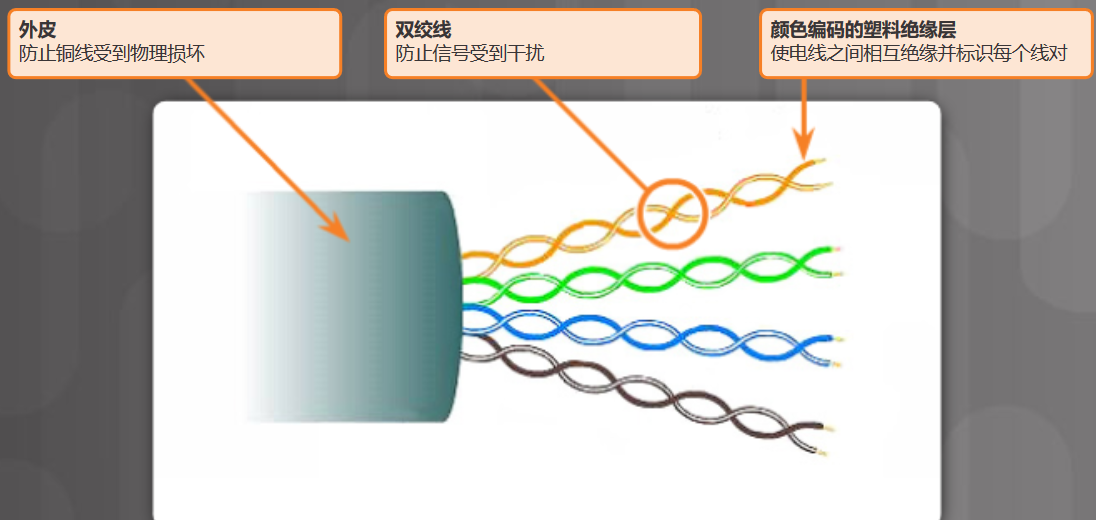 外皮
防止铜线受到物理损坏
双绞线
防止信号受到干扰
颜色编码的塑料绝缘层
使电线之间相互绝缘并标识每个线对